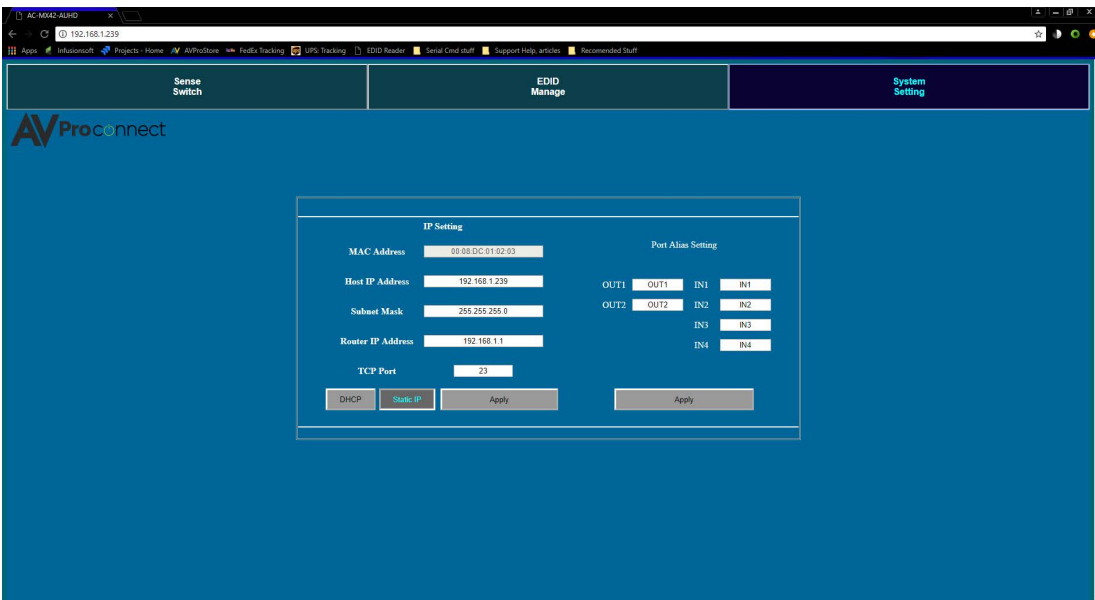 AC-MX42-AUHD
192.168.1.239
Apps Infusionsoft Projects - Home AVProStore FedEx Tracking UPS: Tracking EDID Reader Serial Cmd stuff Support Help, articles Recomended Stuff
Sense Switch
EDID Manage
System Setting
AVProconnect
IP Setting
MAC Address 00:08:DC:01:02:03
Host IP Address 192.168.1.239
Subnet Mask 255.255.255.0
Router IP Address 192.168.1.1
TCP Port 23
DHCP Static IP Apply
Port Alias Setting
OUT1 OUT1 IN1 IN1
OUT2 OUT2 IN2 IN2
IN3 IN3
IN4 IN4
Apply